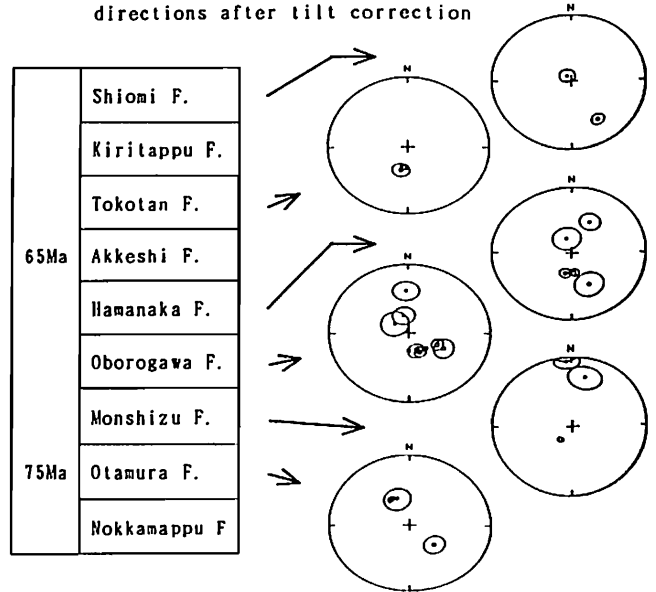 directions after tilt correction
Shiomi F.
Kiritappu F.
Tokotan F.
65Ma
Akkeshi F.
Hamanaka F.
Oborogawa F.
Monshizu F.
75Ma
Otamura F.
Nokkamappu F
N
N
N
N
N
N